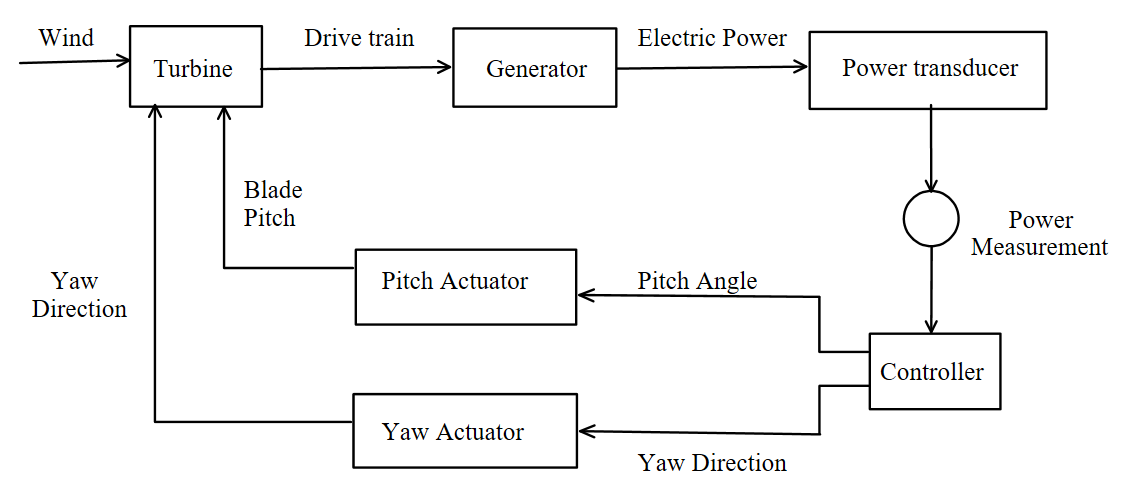 Wind
Drive train
Electric Power
Turbine
Generator
Power transducer
Blade
Pitch
Power
Measurement
Yaw
Direction
Pitch Actuator
Pitch Angle
Controller
Yaw Actuator
Yaw Direction